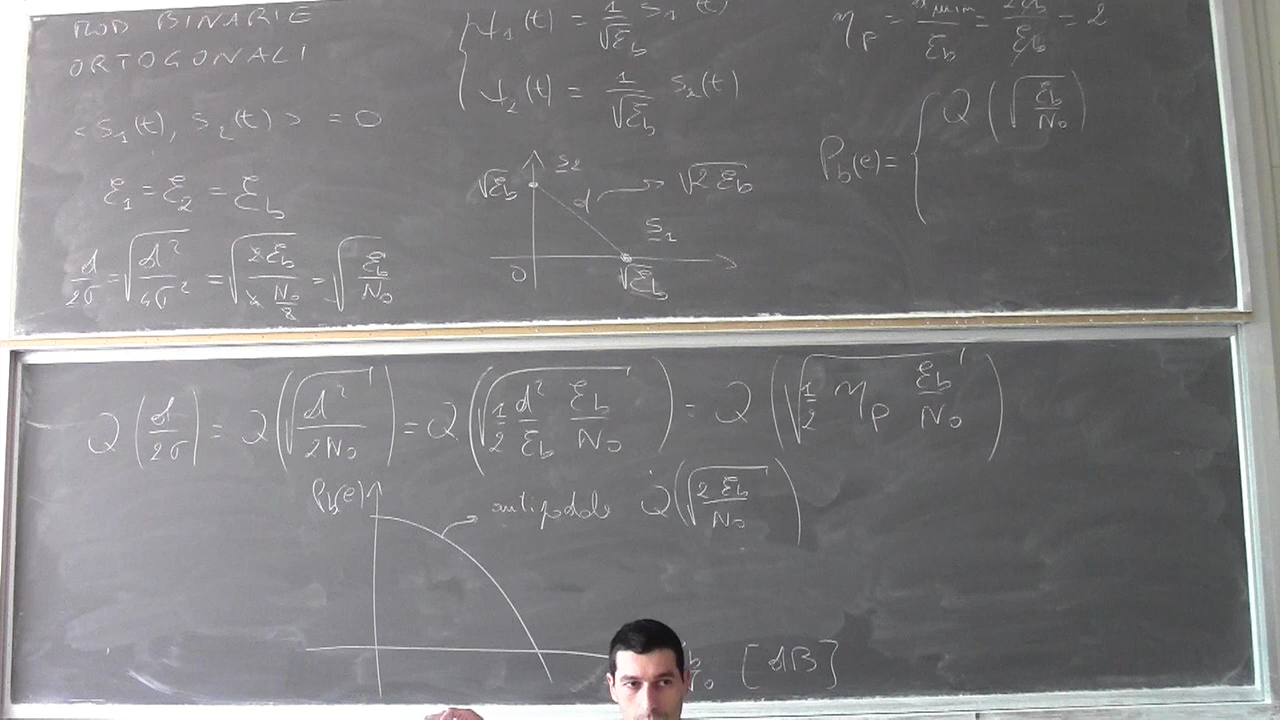 MOD BINARIE
ORTOGONALI
< S₁(t), S₂(t) > = 0
ℰ₁ = ℰ₂ = ℰb
d/2σ = √(d²/4σ²) = √(2ℰb/(4 N₀/2)) = √(ℰb/N₀)
ψ₁(t) = 1/√ℰb S₁(t)
ψ₂(t) = 1/√ℰb S₂(t)
S₂
√ℰb
d → √2ℰb
S₁
0
√ℰb
ηp = d²min/ℰb = 2ℰb/ℰb = 2
Pb(e) = { Q(√(ℰb/N₀))
Q(d/2σ) = Q(√(d²/2N₀)) = Q(√(1/2 d²/ℰb ℰb/N₀)) = Q(√(1/2 ηp ℰb/N₀))
Pb(e)
antipodale Q(√(2ℰb/N₀))
[dB]